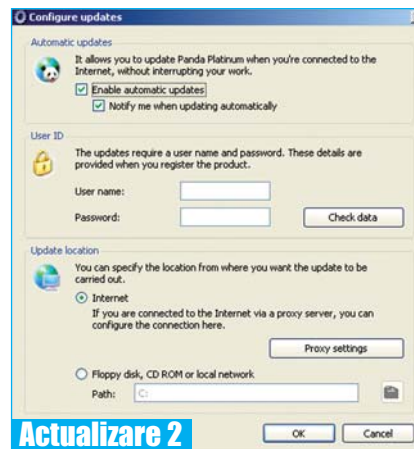 Configure updates
Automatic updates
It allows you to update Panda Platinum when you're connected to the
Internet, without interrupting your work.
Enable automatic updates
Notify me when updating automatically
User ID
The updates require a user name and password. These details are
provided when you register the product.
User name:
Password:
Check data
Update location
You can specify the location from where you want the update to be
carried out.
Internet
If you are connected to the Internet via a proxy server, you can
configure the connection here.
Proxy settings
Floppy disk, CD ROM or local network
Path:
C:
Actualizare 2
OK
Cancel